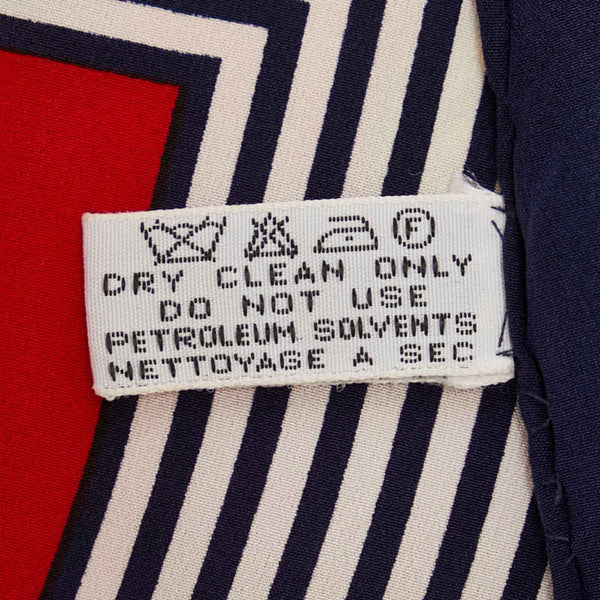 F
DRY CLEAN ONLY
DO NOT USE
PETROLEUM SOLVENTS
NETTOYAGE A SEC